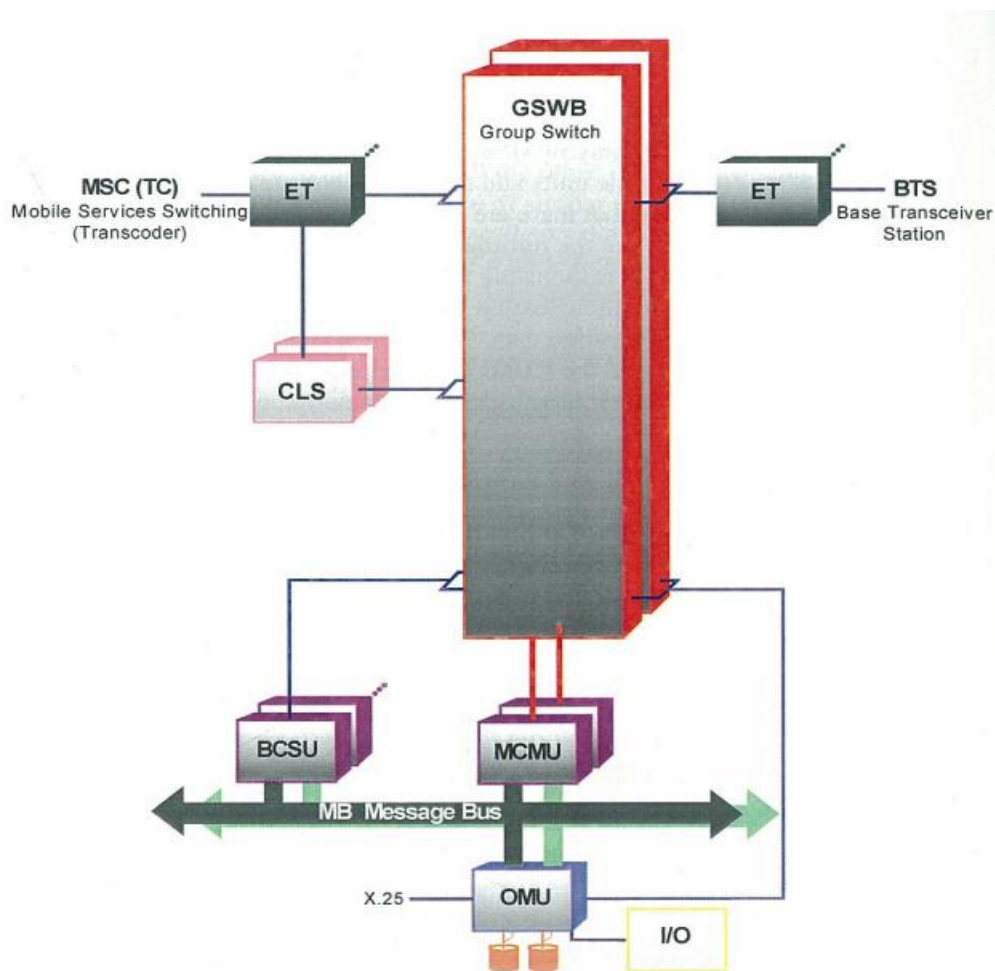 GSWB
Group Switch
MSC (TC)
Mobile Services Switching
(Transcoder)
ET
ET
BTS
Base Transceiver
Station
CLS
BCSU
MCMU
MB Message Bus
X.25
OMU
I/O